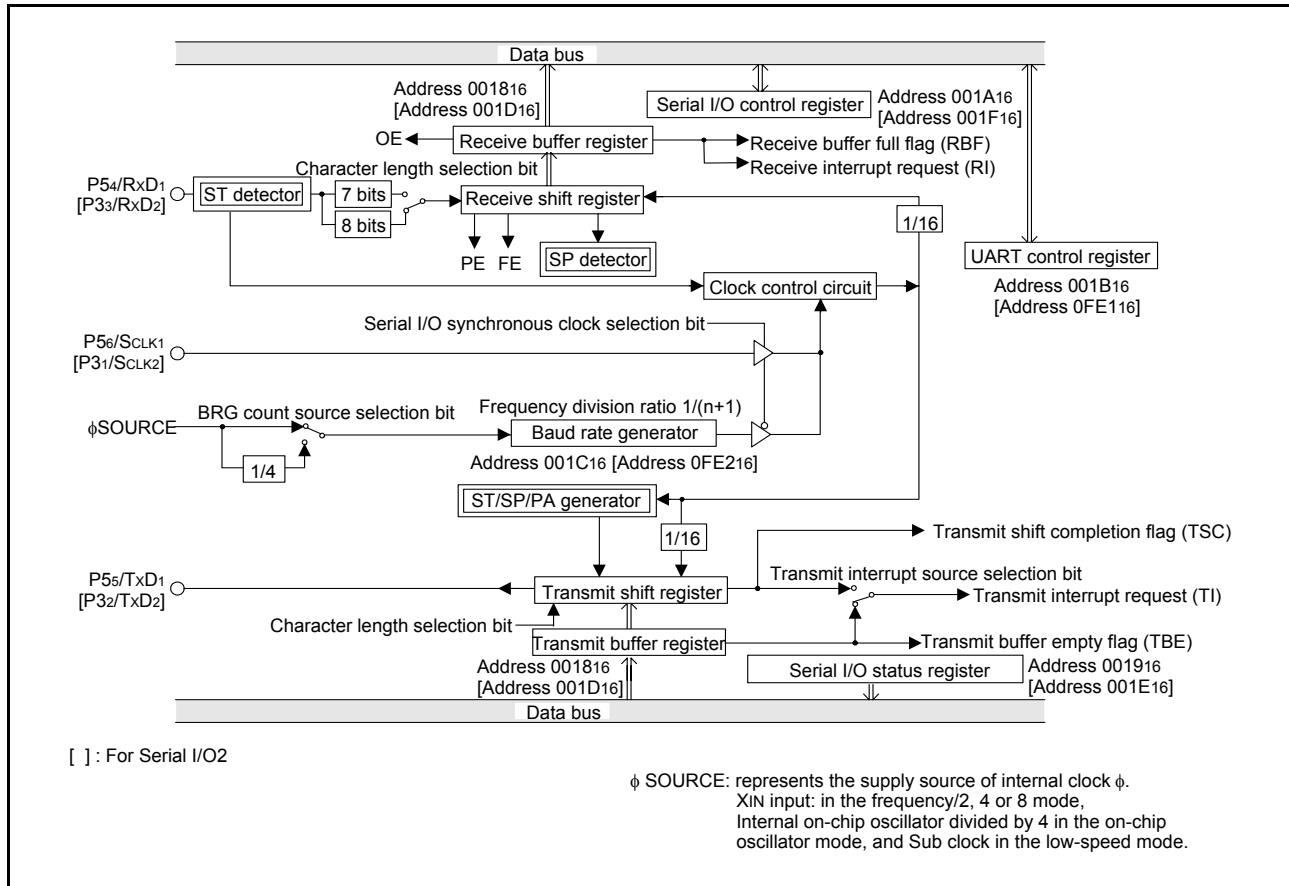 Data bus
Address 001816
[Address 001D16]
Serial I/O control register
Address 001A16
[Address 001F16]
OE
Receive buffer register
Receive buffer full flag (RBF)
Receive interrupt request (RI)
Character length selection bit
P54/RxD1
[P33/RxD2]
ST detector
7 bits
8 bits
Receive shift register
1/16
PE
FE
SP detector
UART control register
Address 001B16
[Address 0FE116]
Clock control circuit
Serial I/O synchronous clock selection bit
P56/SCLK1
[P31/SCLK2]
BRG count source selection bit
Frequency division ratio 1/(n+1)
ϕSOURCE
Baud rate generator
1/4
Address 001C16 [Address 0FE216]
ST/SP/PA generator
1/16
Transmit shift completion flag (TSC)
P55/TxD1
[P32/TxD2]
Transmit shift register
Transmit interrupt source selection bit
Transmit interrupt request (TI)
Character length selection bit
Transmit buffer register
Transmit buffer empty flag (TBE)
Address 001816
[Address 001D16]
Serial I/O status register
Address 001916
[Address 001E16]
Data bus
[ ] : For Serial I/O2
ϕ SOURCE: represents the supply source of internal clock ϕ.
XIN input: in the frequency/2, 4 or 8 mode,
Internal on-chip oscillator divided by 4 in the on-chip
oscillator mode, and Sub clock in the low-speed mode.